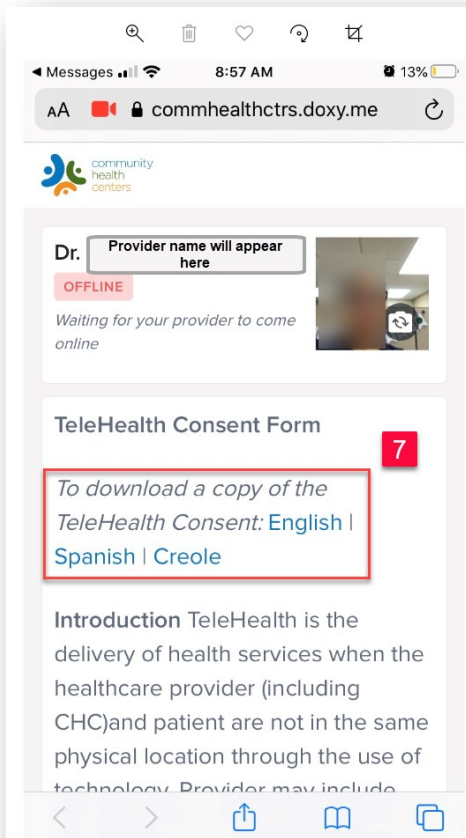 Messages 8:57 AM 13%
AA commhealthctrs.doxy.me
community
health
centers
Dr. Provider name will appear
here
OFFLINE
Waiting for your provider to come
online
TeleHealth Consent Form
7
To download a copy of the
TeleHealth Consent: English |
Spanish | Creole
Introduction TeleHealth is the
delivery of health services when the
healthcare provider (including
CHC)and patient are not in the same
physical location through the use of
technology. Provider may include